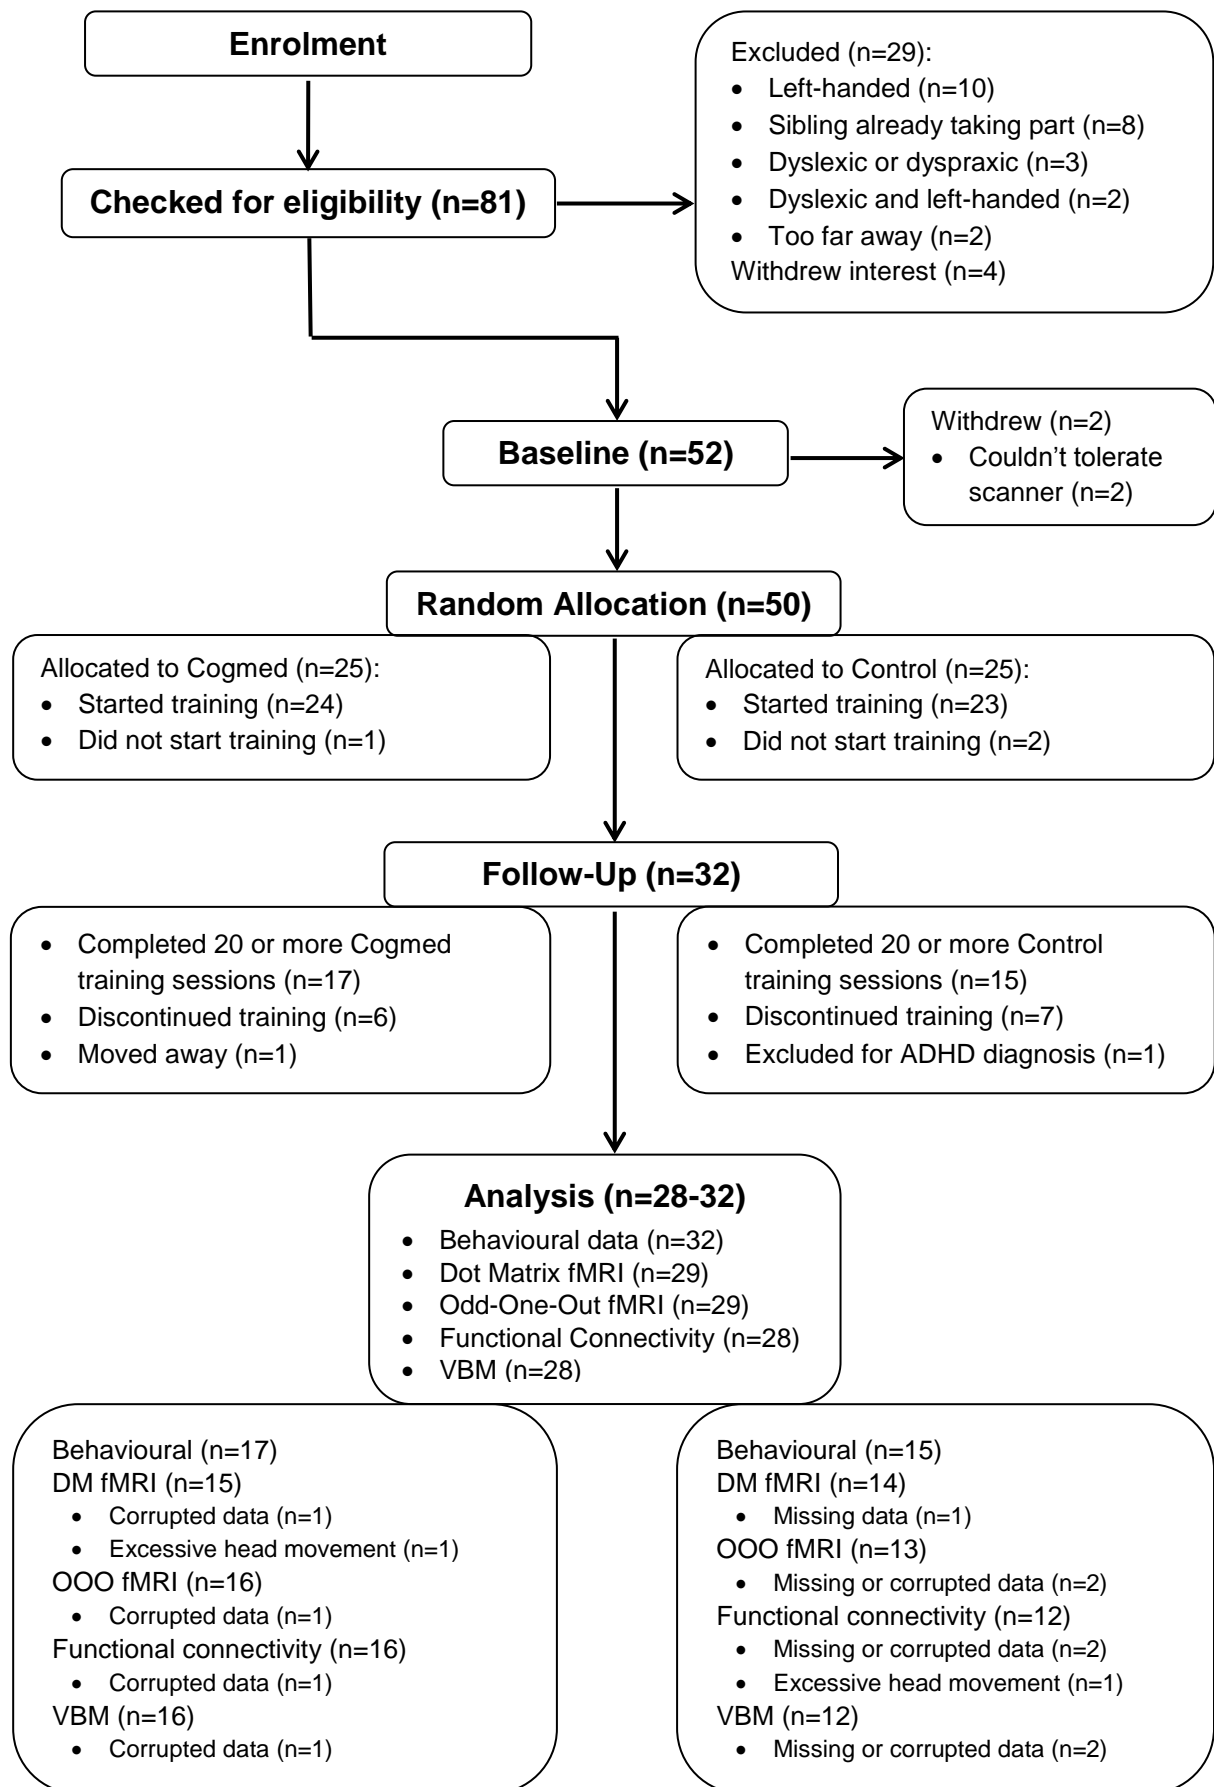 Enrolment
Excluded (n=29):
• Left-handed (n=10)
• Sibling already taking part (n=8)
• Dyslexic or dyspraxic (n=3)
• Dyslexic and left-handed (n=2)
• Too far away (n=2)
Withdrew interest (n=4)
Checked for eligibility (n=81)
Baseline (n=52)
Withdrew (n=2)
• Couldn’t tolerate
scanner (n=2)
Random Allocation (n=50)
Allocated to Cogmed (n=25):
• Started training (n=24)
• Did not start training (n=1)
Allocated to Control (n=25):
• Started training (n=23)
• Did not start training (n=2)
Follow-Up (n=32)
• Completed 20 or more Cogmed
training sessions (n=17)
• Discontinued training (n=6)
• Moved away (n=1)
• Completed 20 or more Control
training sessions (n=15)
• Discontinued training (n=7)
• Excluded for ADHD diagnosis (n=1)
Analysis (n=28-32)
• Behavioural data (n=32)
• Dot Matrix fMRI (n=29)
• Odd-One-Out fMRI (n=29)
• Functional Connectivity (n=28)
• VBM (n=28)
Behavioural (n=17)
DM fMRI (n=15)
• Corrupted data (n=1)
• Excessive head movement (n=1)
OOO fMRI (n=16)
• Corrupted data (n=1)
Functional connectivity (n=16)
• Corrupted data (n=1)
VBM (n=16)
• Corrupted data (n=1)
Behavioural (n=15)
DM fMRI (n=14)
• Missing data (n=1)
OOO fMRI (n=13)
• Missing or corrupted data (n=2)
Functional connectivity (n=12)
• Missing or corrupted data (n=2)
• Excessive head movement (n=1)
VBM (n=12)
• Missing or corrupted data (n=2)